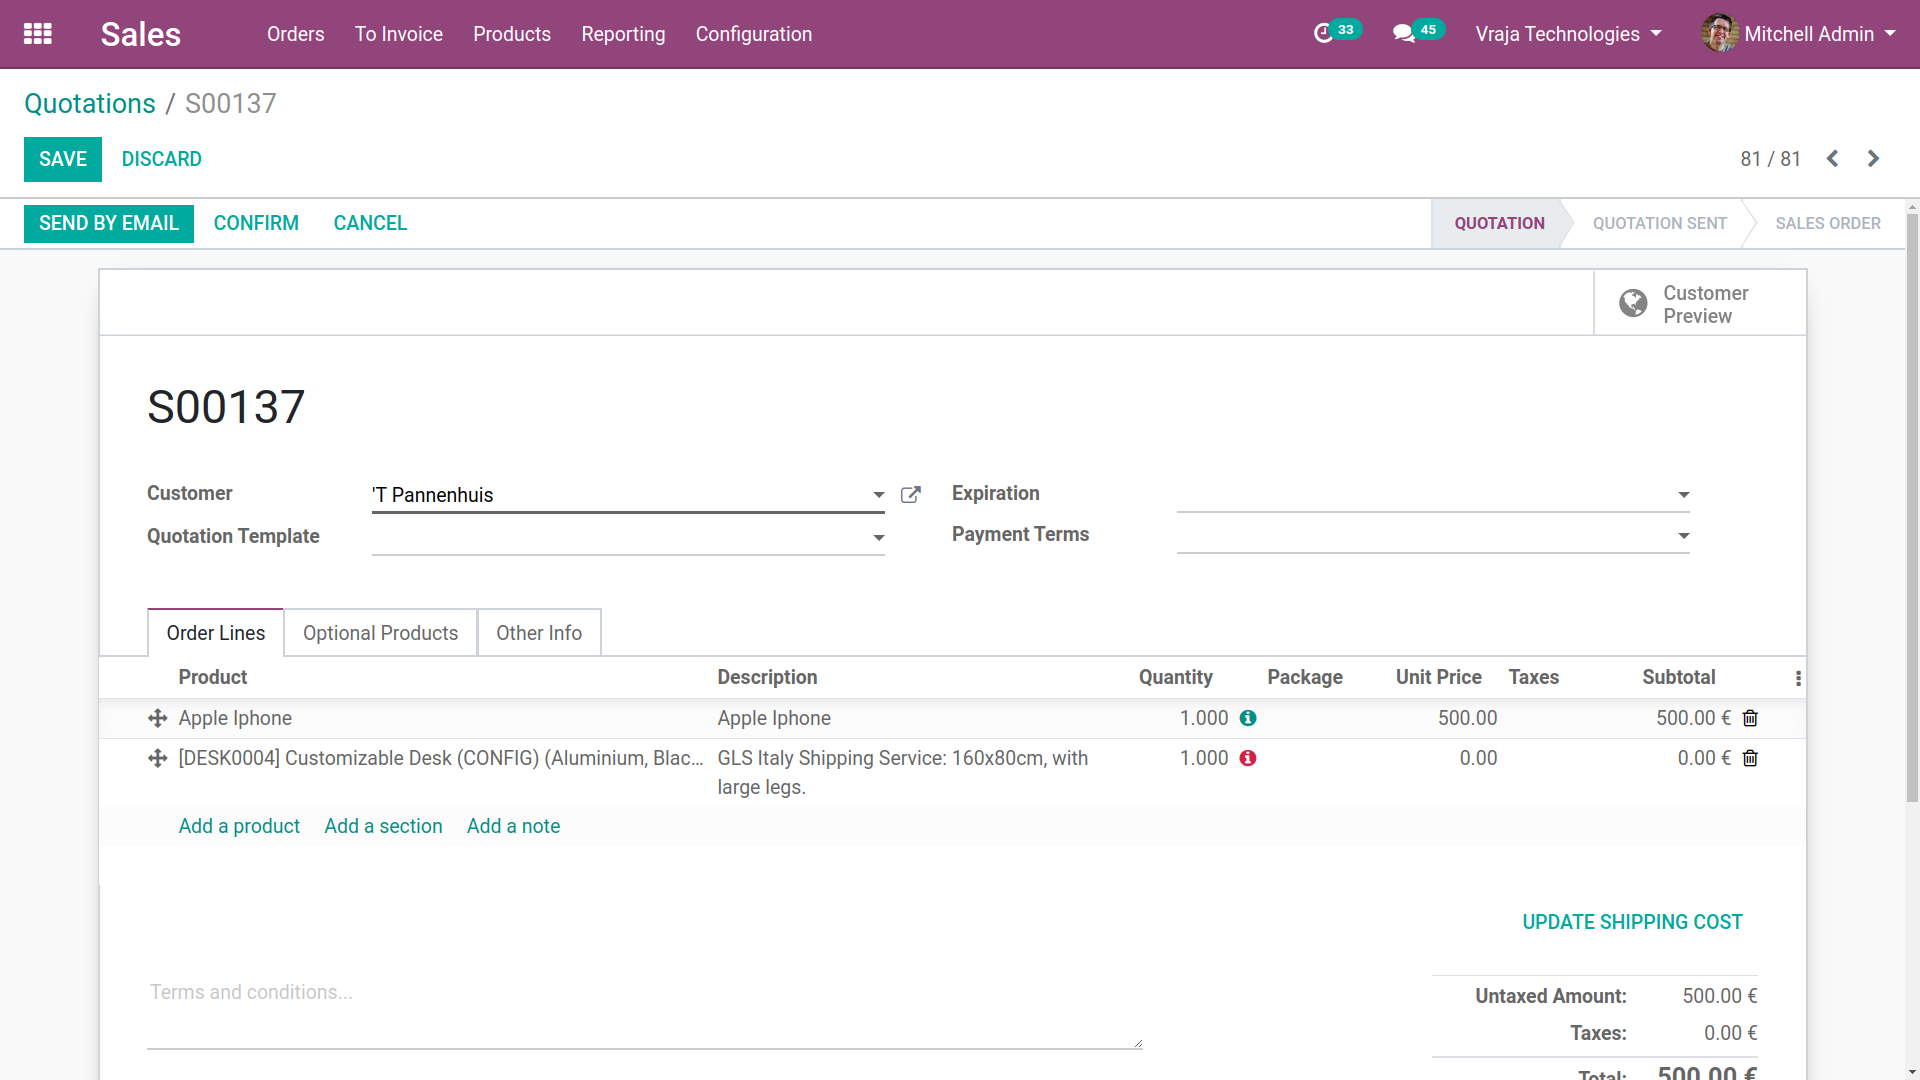 Sales
Orders
To Invoice
Products
Reporting
Configuration
33
45
Vraja Technologies
Mitchell Admin
Quotations / S00137
SAVE
DISCARD
81 / 81
SEND BY EMAIL
CONFIRM
CANCEL
QUOTATION
QUOTATION SENT
SALES ORDER
Customer
Preview
S00137
Customer
'T Pannenhuis
Expiration
Quotation Template
Payment Terms
Order Lines
Optional Products
Other Info
Product Description Quantity Package Unit Price Taxes Subtotal
Apple Iphone Apple Iphone 1.000 500.00 500.00 €
[DESK0004] Customizable Desk (CONFIG) (Aluminium, Blac... GLS Italy Shipping Service: 160x80cm, with 1.000 0.00 0.00 €
large legs.
Add a product
Add a section
Add a note
UPDATE SHIPPING COST
Terms and conditions...
Untaxed Amount: 500.00 €
Taxes: 0.00 €
Total: 500.00 €